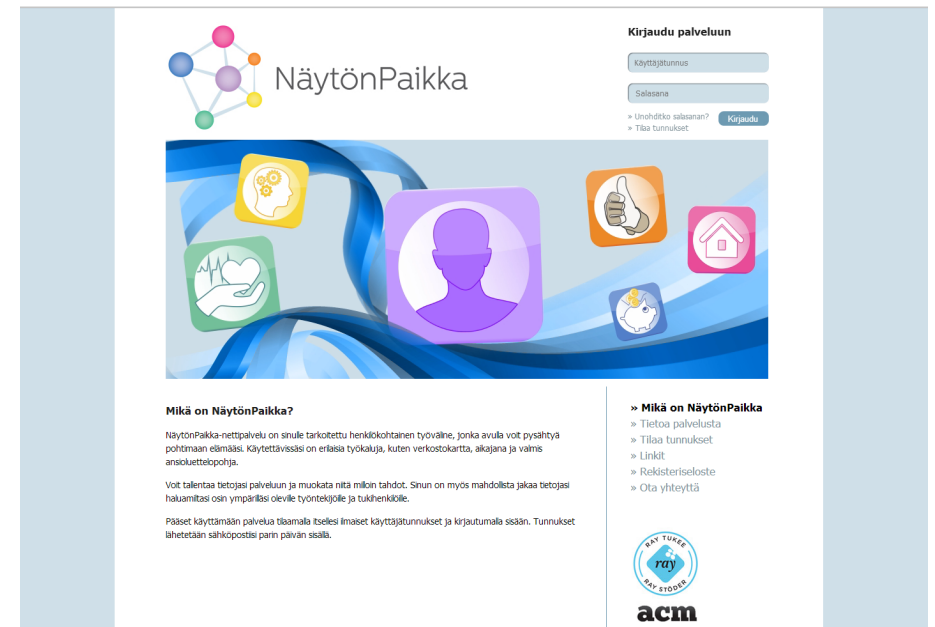 NäytönPaikka
Kirjaudu palveluun
Käyttäjätunnus
Salasana
» Unohditko salasanan?
Kirjaudu
» Tilaa tunnukset
Mikä on NäytönPaikka?
NäytönPaikka-nettipalvelu on sinulle tarkoitettu henkilökohtainen työväline, jonka avulla voit pysähtyä
pohtimaan elämääsi. Käytettävissäsi on erilaisia työkaluja, kuten verkostokartta, aikajana ja valmis
ansioluettelopohja.
Voit tallentaa tietojasi palveluun ja muokata niitä milloin tahdot. Sinun on myös mahdollista jakaa tietojasi
haluamiltasi osin ympärilläsi oleville työntekijöille ja tukihenkilöille.
Pääset käyttämään palvelua tilaamalla itsellesi ilmaiset käyttäjätunnukset ja kirjautumalla sisään. Tunnukset
lähetetään sähköpostiisi parin päivän sisällä.
» Mikä on NäytönPaikka
» Tietoa palvelusta
» Tilaa tunnukset
» Linkit
» Rekisteriseloste
» Ota yhteyttä
RAY TUKEE
ray
RAY STÖDER
acm